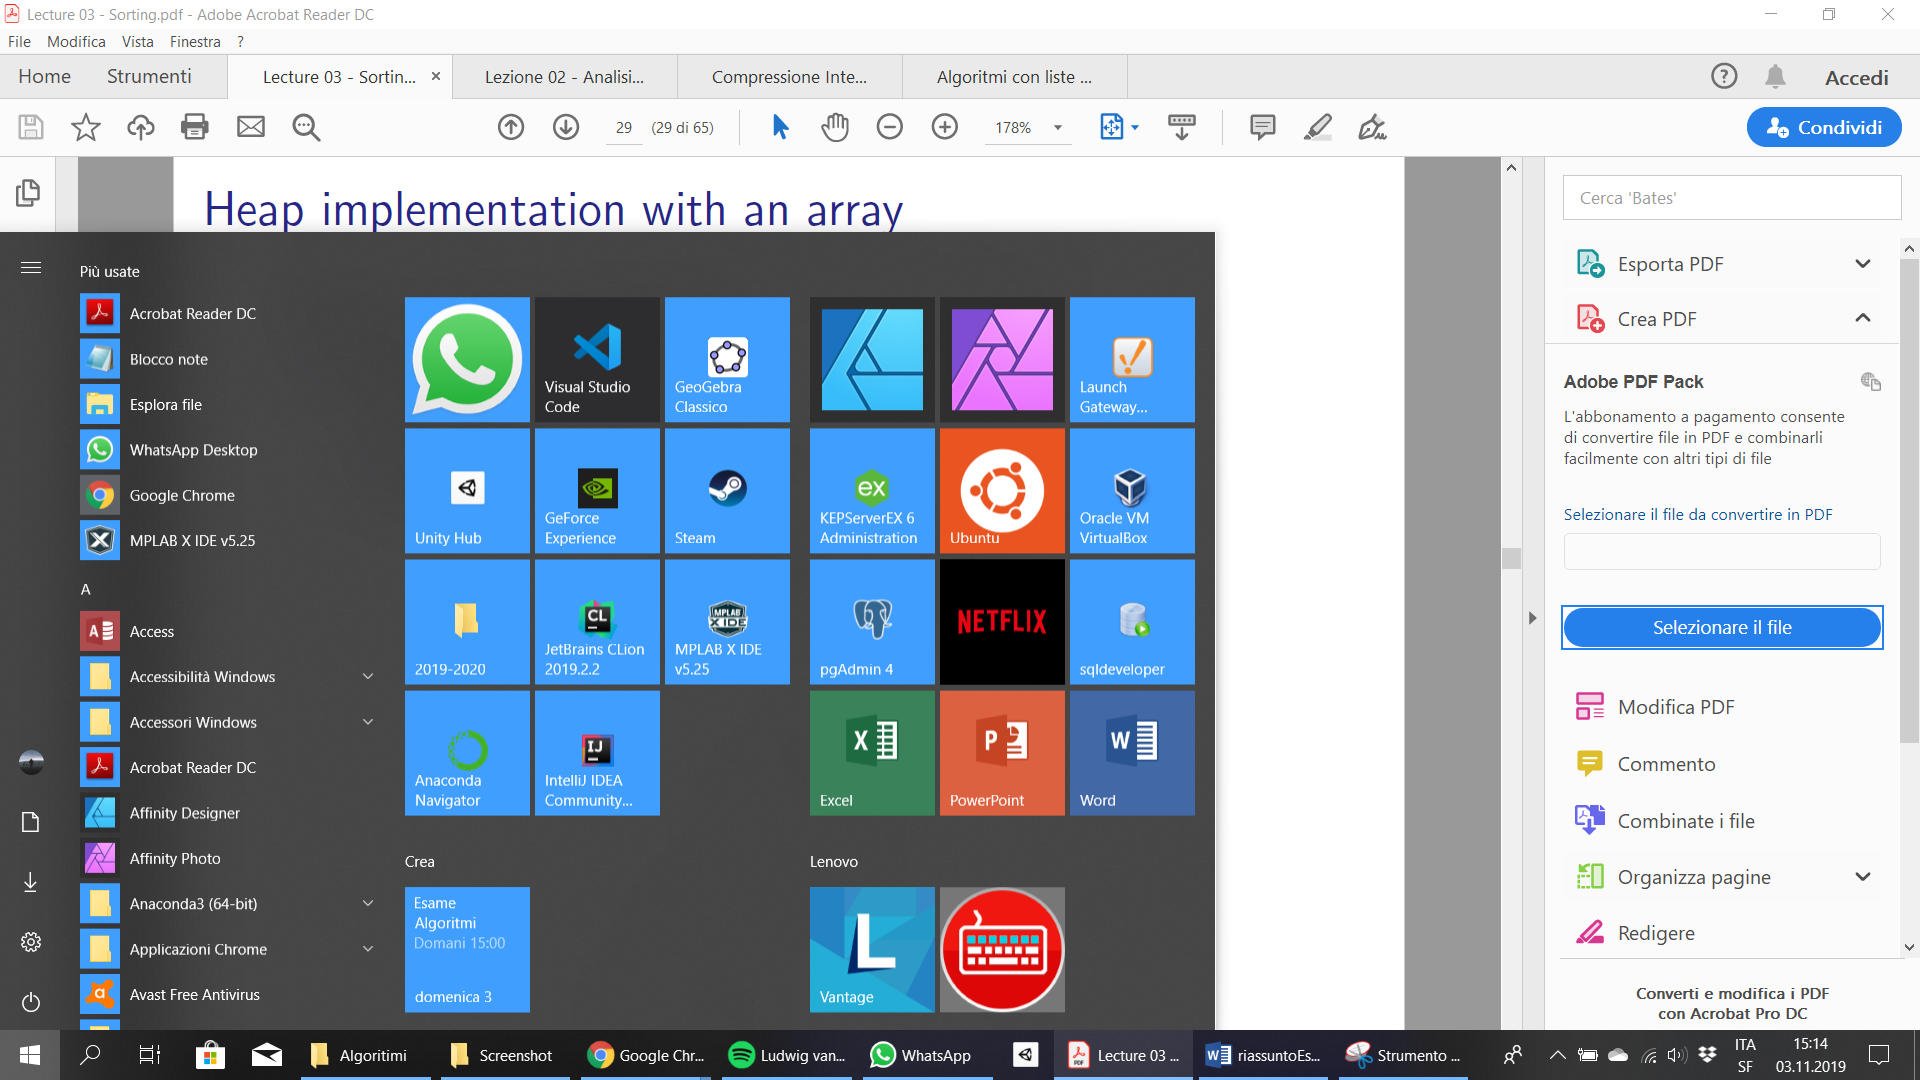 Lecture 03 - Sorting.pdf - Adobe Acrobat Reader DC
File Modifica Vista Finestra ?
Home Strumenti Lecture 03 - Sortin... × Lezione 02 - Analisi... Compressione Inte... Algoritmi con liste ... Accedi
29 (29 di 65) 178% Condividi
Heap implementation with an array
Più usate
Acrobat Reader DC
Blocco note
Esplora file
WhatsApp Desktop
Google Chrome
MPLAB X IDE v5.25
A
Access
Accessibilità Windows
Accessori Windows
Acrobat Reader DC
Affinity Designer
Affinity Photo
Anaconda3 (64-bit)
Applicazioni Chrome
Avast Free Antivirus
Visual Studio
Code
GeoGebra
Classico
Launch
Gateway...
Unity Hub
GeForce
Experience
Steam
ex
KEPServerEX 6
Administration
Ubuntu
Oracle VM
VirtualBox
2019-2020
CL
JetBrains CLion
2019.2.2
MPLAB
X IDE
MPLAB X IDE
v5.25
pgAdmin 4
NETFLIX
sqldeveloper
Anaconda
Navigator
IJ
IntelliJ IDEA
Community...
X
Excel
P
PowerPoint
W
Word
Crea
Esame
Algoritmi
Domani 15:00
domenica 3
Lenovo
L
Vantage
Cerca 'Bates'
Esporta PDF
Crea PDF
Adobe PDF Pack
L'abbonamento a pagamento consente
di convertire file in PDF e combinarli
facilmente con altri tipi di file
Selezionare il file da convertire in PDF
Selezionare il file
Modifica PDF
Commento
Combinate i file
Organizza pagine
Redigere
Converti e modifica i PDF
con Acrobat Pro DC
Algoritimi Screenshot Google Chr... Ludwig van... WhatsApp Lecture 03 ... riassuntoEs... Strumento ...
ITA
SF
15:14
03.11.2019